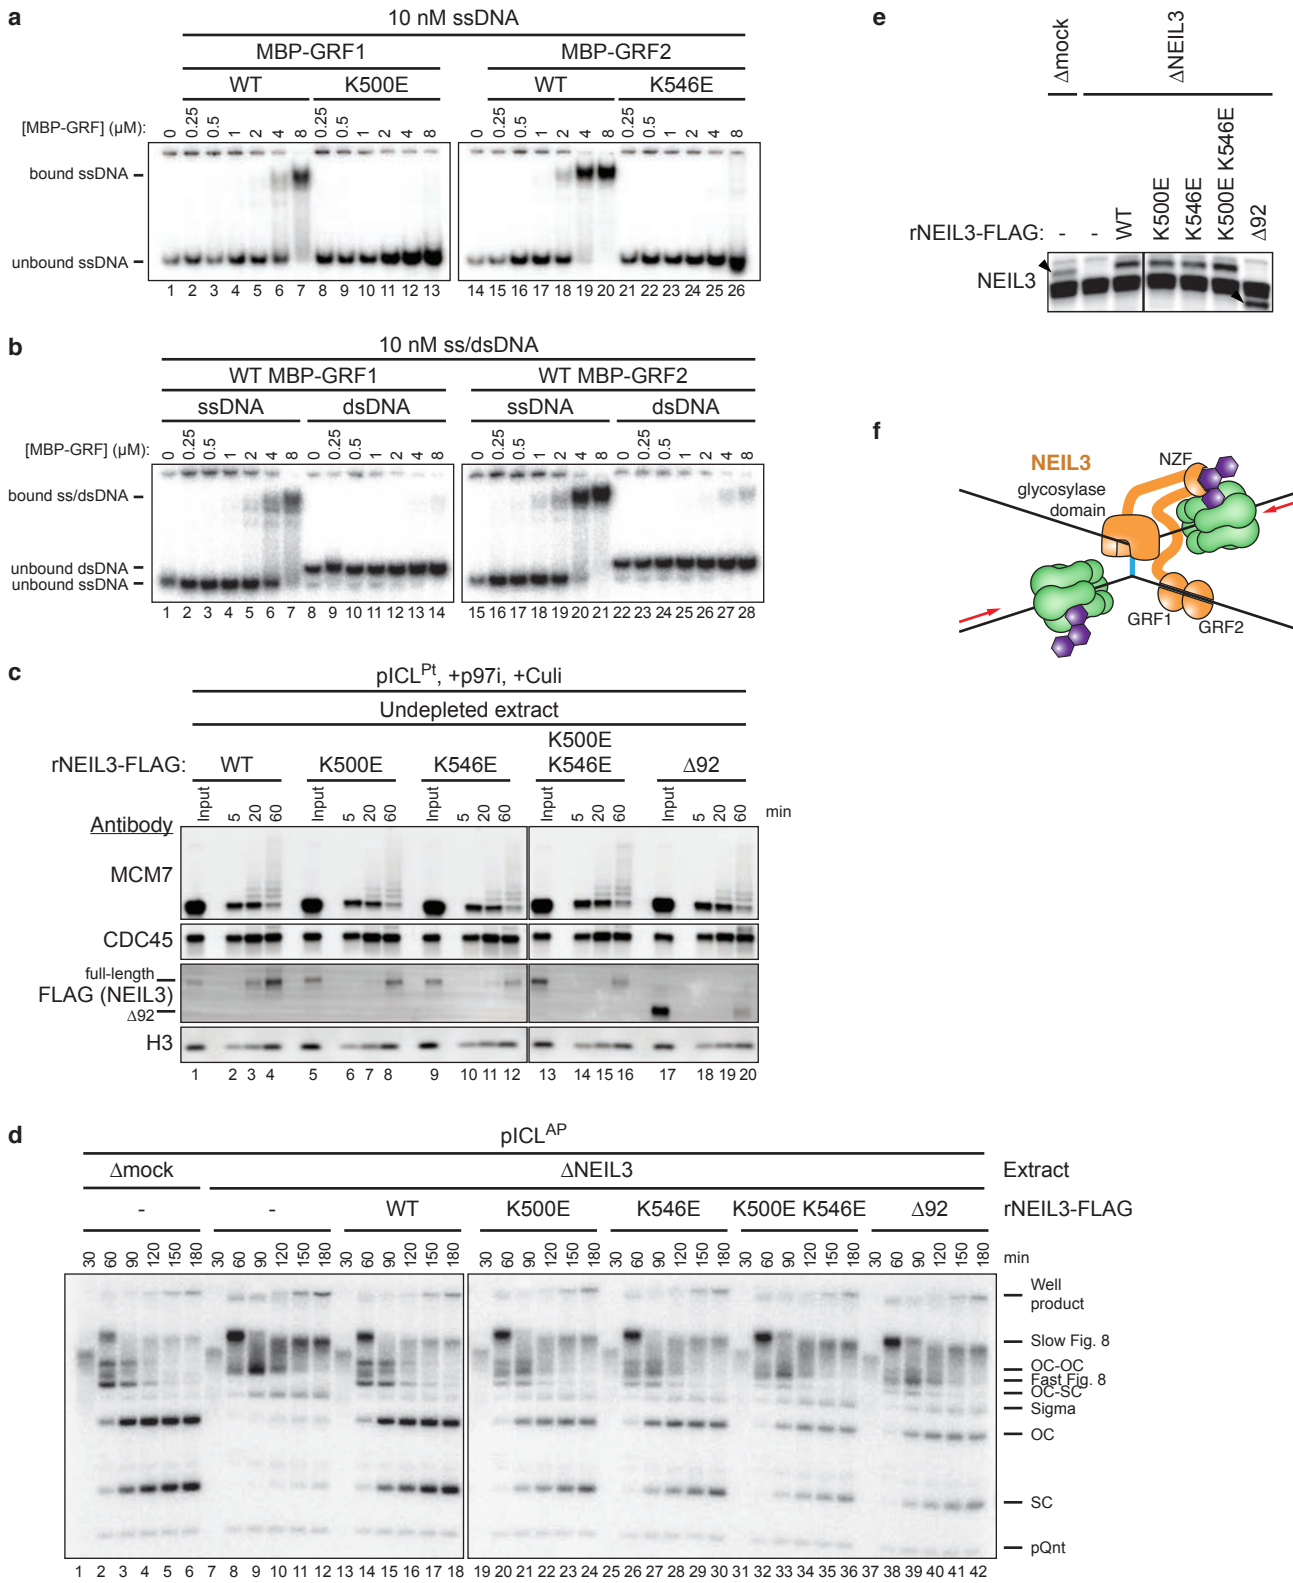 a
10 nM ssDNA
MBP-GRF1 MBP-GRF2
WT K500E WT K546E
[MBP-GRF] (µM): 0 0.25 0.5 1 2 4 8 0.25 0.5 1 2 4 8 0 0.25 0.5 1 2 4 8 0.25 0.5 1 2 4 8
bound ssDNA
unbound ssDNA
1 2 3 4 5 6 7 8 9 10 11 12 13 14 15 16 17 18 19 20 21 22 23 24 25 26
b
10 nM ss/dsDNA
WT MBP-GRF1 WT MBP-GRF2
ssDNA dsDNA ssDNA dsDNA
[MBP-GRF] (µM): 0 0.25 0.5 1 2 4 8 0 0.25 0.5 1 2 4 8 0 0.25 0.5 1 2 4 8 0 0.25 0.5 1 2 4 8
bound ss/dsDNA
unbound dsDNA
unbound ssDNA
1 2 3 4 5 6 7 8 9 10 11 12 13 14 15 16 17 18 19 20 21 22 23 24 25 26 27 28
c
pICL^Pt, +p97i, +Culi
Undepleted extract
rNEIL3-FLAG: WT K500E K546E K500E K546E Δ92
Input 5 20 60 Input 5 20 60 Input 5 20 60 Input 5 20 60 Input 5 20 60 min
Antibody
MCM7
CDC45
full-length
FLAG (NEIL3)
Δ92
H3
1 2 3 4 5 6 7 8 9 10 11 12 13 14 15 16 17 18 19 20
d
pICL^AP
Δmock ΔNEIL3 Extract
- - WT K500E K546E K500E K546E Δ92 rNEIL3-FLAG
30 60 90 120 150 180 30 60 90 120 150 180 30 60 90 120 150 180 30 60 90 120 150 180 30 60 90 120 150 180 30 60 90 120 150 180 30 60 90 120 150 180 min
Well
product
Slow Fig. 8
OC-OC
Fast Fig. 8
OC-SC
Sigma
OC
SC
pQnt
1 2 3 4 5 6 7 8 9 10 11 12 13 14 15 16 17 18 19 20 21 22 23 24 25 26 27 28 29 30 31 32 33 34 35 36 37 38 39 40 41 42
e
Δmock ΔNEIL3
rNEIL3-FLAG: - - WT K500E K546E K500E K546E Δ92
NEIL3
f
NEIL3
NZF
glycosylase
domain
GRF1
GRF2